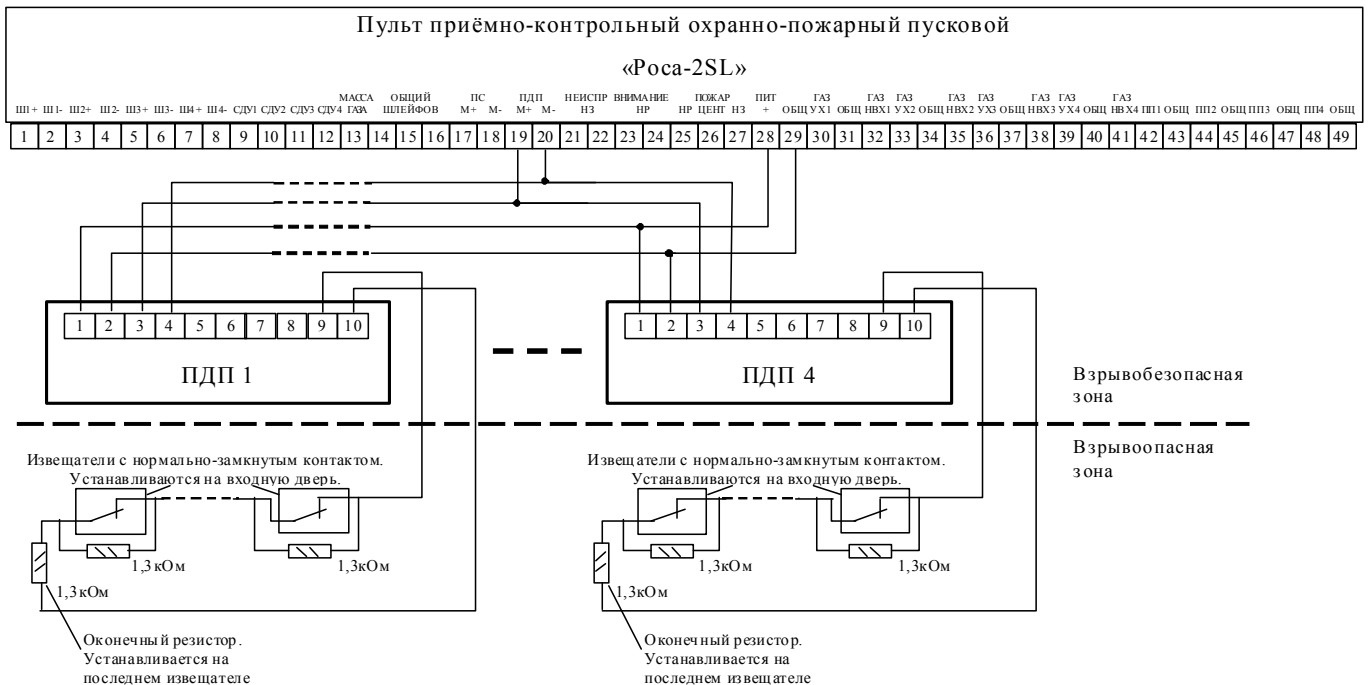 Пульт приёмно-контрольный охранно-пожарный пусковой
«Роса-2SL»
МАССА ОБЩИЙ ПС ПДП НЕИСПР ВНИМАНИЕ ПОЖАР ПИТ ГАЗ ГАЗ ГАЗ ГАЗ ГАЗ ГАЗ ГАЗ ГАЗ
Ш1+ Ш1- Ш2+ Ш2- Ш3+ Ш3- Ш4+ Ш4- СДУ1 СДУ2 СДУ3 СДУ4 ГАЗА ШЛЕЙФОВ М+ М- М+ М- НЗ НР НР ЦЕНТ НЗ + ОБЩ УХ1 ОБЩ НВХ1 УХ2 ОБЩ НВХ2 УХ3 ОБЩ НВХ3 УХ4 ОБЩ НВХ4 ПП1 ОБЩ ПП2 ОБЩ ПП3 ОБЩ ПП4 ОБЩ
1 2 3 4 5 6 7 8 9 10 11 12 13 14 15 16 17 18 19 20 21 22 23 24 25 26 27 28 29 30 31 32 33 34 35 36 37 38 39 40 41 42 43 44 45 46 47 48 49
1 2 3 4 5 6 7 8 9 10
ПДП 1
1 2 3 4 5 6 7 8 9 10
ПДП 4
Взрывобезопасная
зона
Взрывоопасная
зона
Извещатели с нормально-замкнутым контактом.
Устанавливаются на входную дверь.
1,3кОм
1,3кОм
1,3кОм
Оконечный резистор.
Устанавливается на
последнем извещателе
Извещатели с нормально-замкнутым контактом.
Устанавливаются на входную дверь.
1,3кОм
1,3кОм
1,3кОм
Оконечный резистор.
Устанавливается на
последнем извещателе